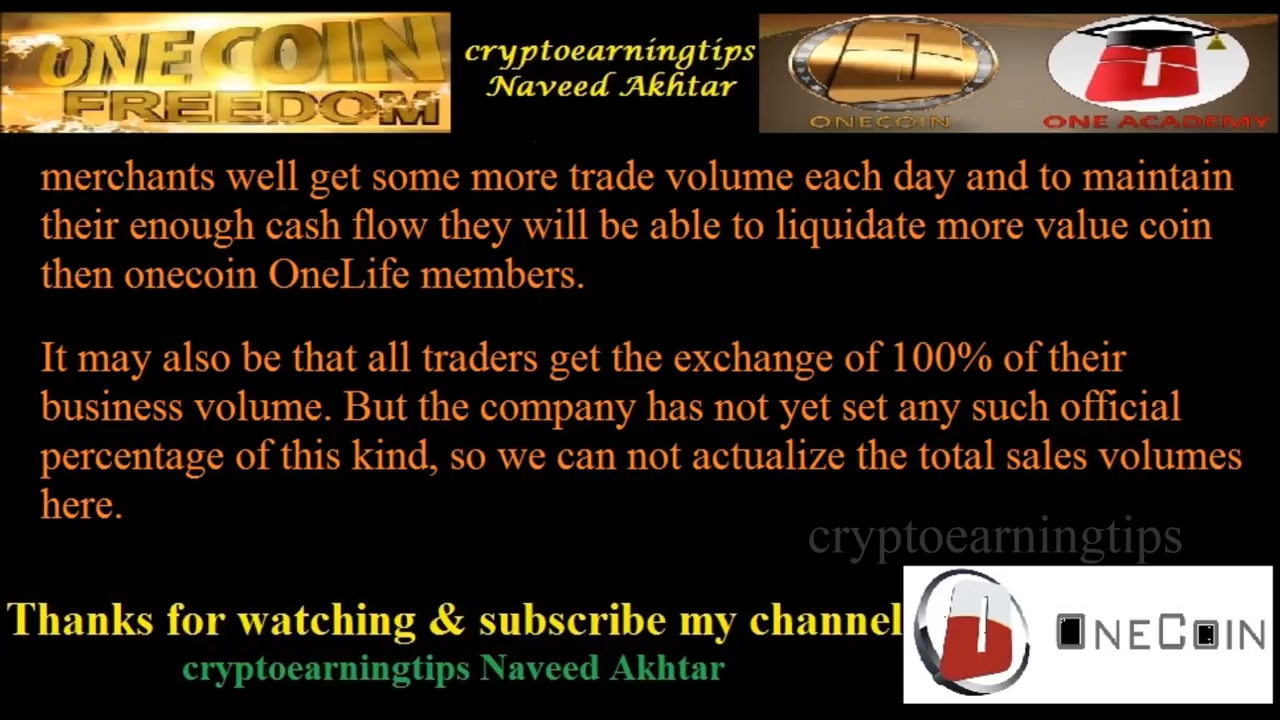 ONE COIN
FREEDOM
cryptoearningtips
Naveed Akhtar
ONECOIN
ONE ACADEMY
merchants well get some more trade volume each day and to maintain
their enough cash flow they will be able to liquidate more value coin
then onecoin OneLife members.
It may also be that all traders get the exchange of 100% of their
business volume. But the company has not yet set any such official
percentage of this kind, so we can not actualize the total sales volumes
here.
cryptoearningtips
Thanks for watching & subscribe my channel
cryptoearningtips Naveed Akhtar
ONECOIN